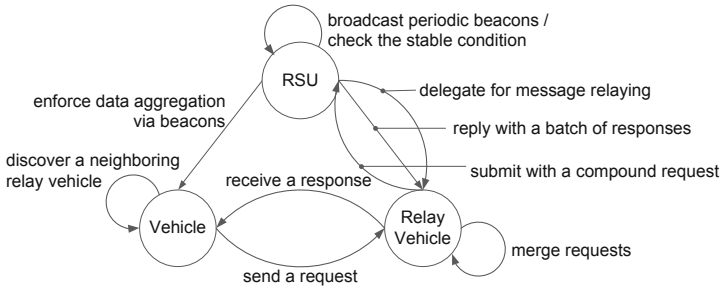 broadcast periodic beacons /
check the stable condition
RSU
delegate for message relaying
enforce data aggregation
via beacons
reply with a batch of responses
discover a neighboring
relay vehicle
submit with a compound request
receive a response
Vehicle
Relay
Vehicle
merge requests
send a request